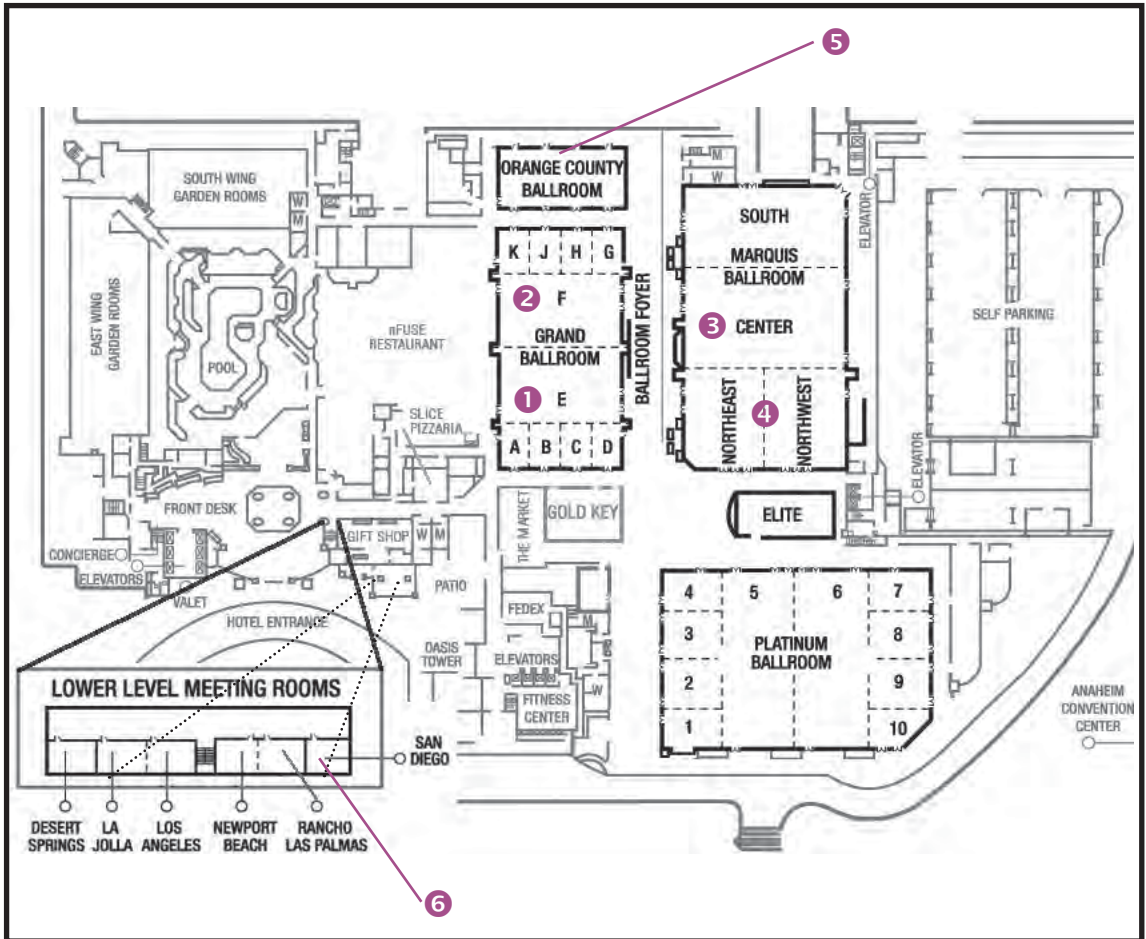 5
ORANGE COUNTY
BALLROOM
M
W
SOUTH WING
GARDEN ROOMS
W
M
ELEVATOR
SOUTH
MARQUIS
BALLROOM
K J H G
2
F
EAST WING
GARDEN ROOMS
POOL
nFUSE
RESTAURANT
GRAND
BALLROOM
BALLROOM FOYER
3
CENTER
SELF PARKING
1
E
SLICE
PIZZARIA
A B C D
NORTHEAST
4
NORTHWEST
ELEVATOR
FRONT DESK
GIFT SHOP
W M
THE MARKET
GOLD KEY
ELITE
CONCIERGE
ELEVATORS
VALET
PATIO
HOTEL ENTRANCE
FEDEX
M
OASIS
TOWER
ELEVATORS
W
FITNESS
CENTER
4 5 6 7
3 8
PLATINUM
BALLROOM
2 9
1 10
ANAHEIM
CONVENTION
CENTER
LOWER LEVEL MEETING ROOMS
SAN
DIEGO
DESERT
SPRINGS
LA
JOLLA
LOS
ANGELES
NEWPORT
BEACH
RANCHO
LAS PALMAS
6